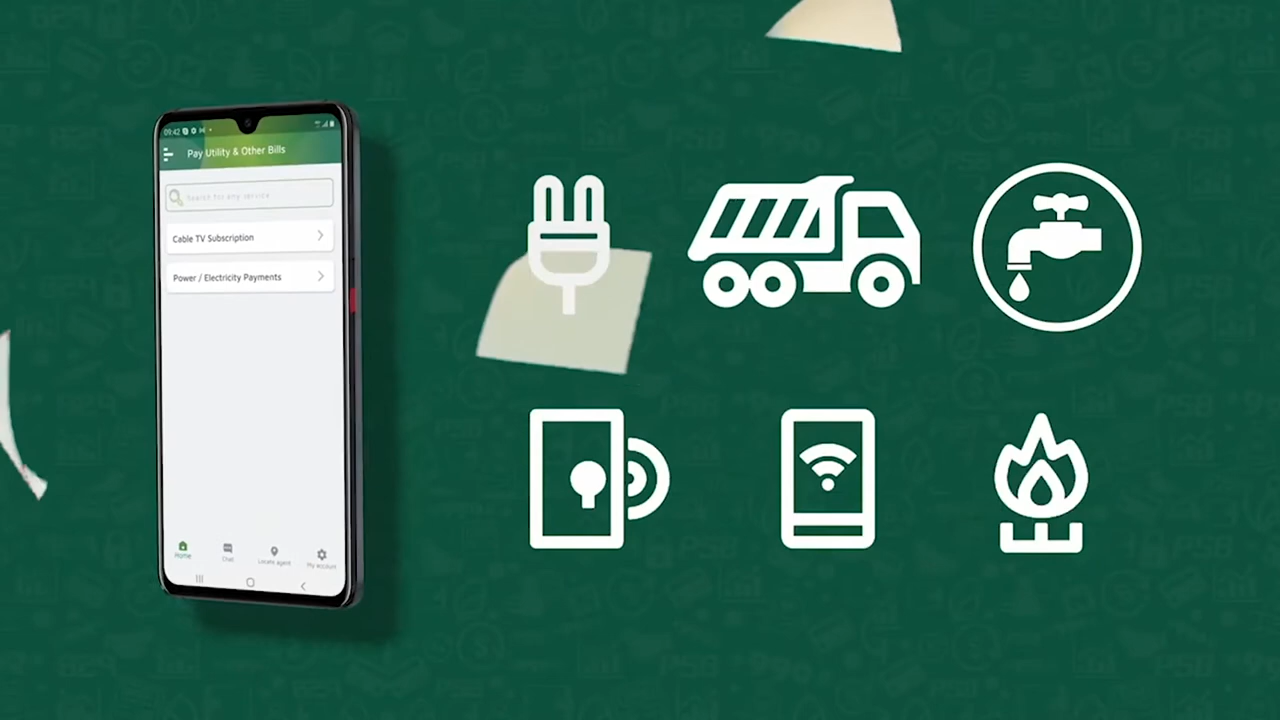 09:42
Pay Utility & Other Bills
Search for any service
Cable TV Subscription
Power / Electricity Payments
Home
Chat
Locate agent
My account